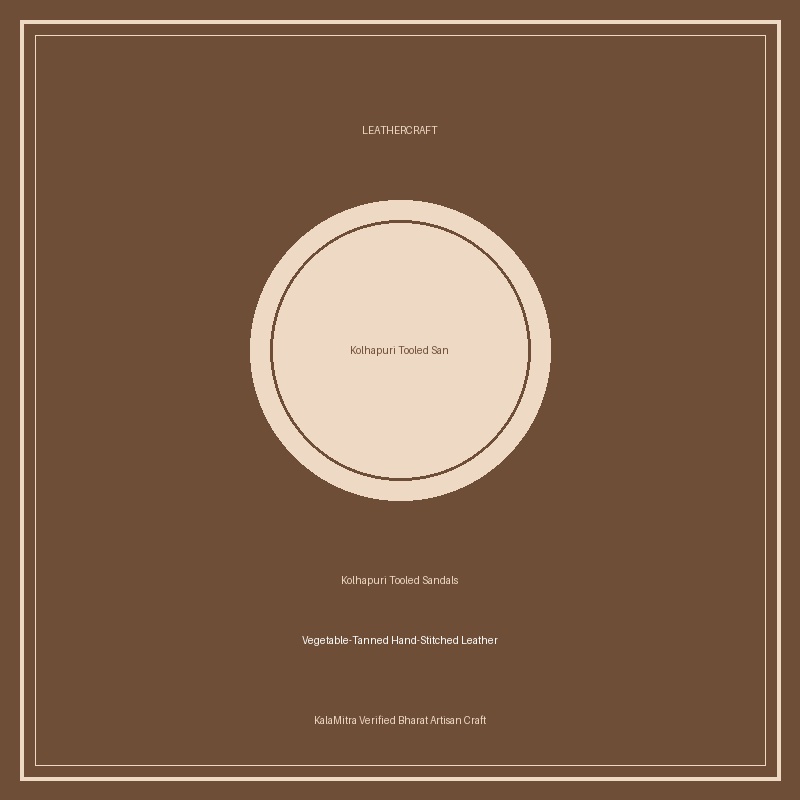 LEATHERCRAFT
Kolhapuri Tooled San
Kolhapuri Tooled Sandals
Vegetable-Tanned Hand-Stitched Leather
KalaMitra Verified Bharat Artisan Craft